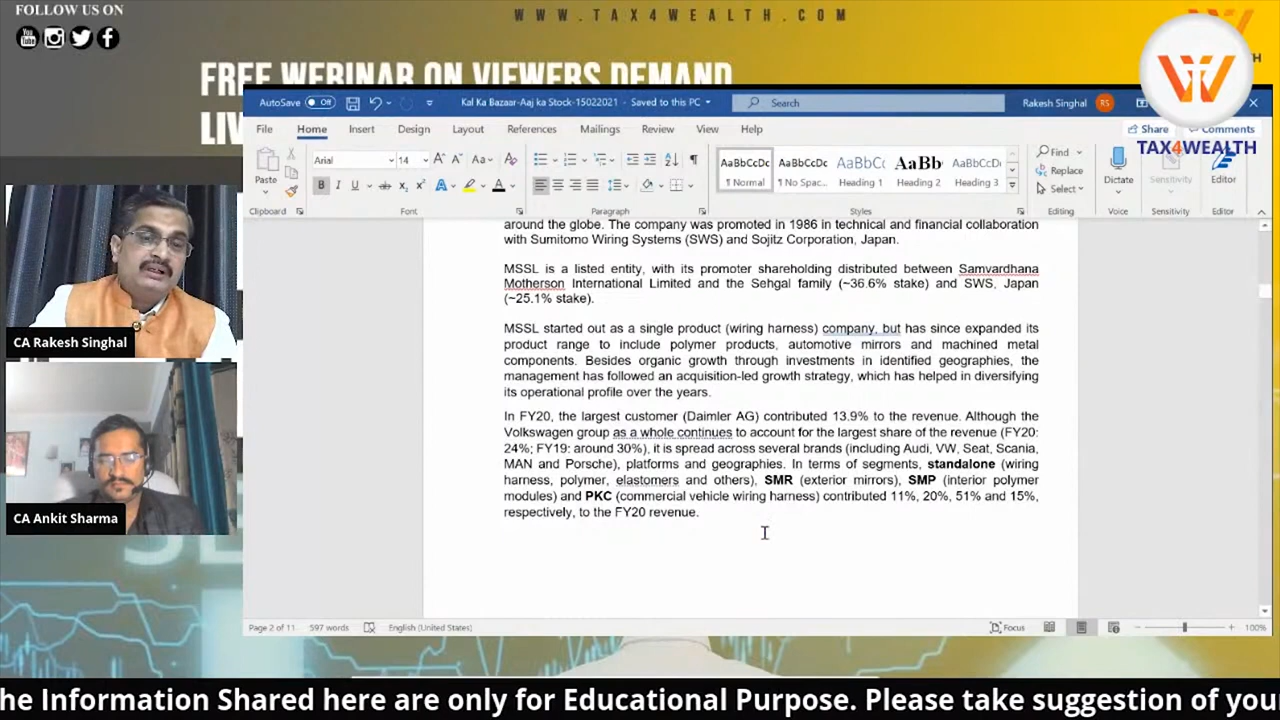 FOLLOW US ON
WWW.TAX4WEALTH.COM
FREE WEBINAR ON VIEWERS DEMAND
TAX4WEALTH
AutoSave Off
Kal Ka Bazaar-Aaj ka Stock-15022021 - Saved to this PC
Search
Rakesh Singhal RS
File Home Insert Design Layout References Mailings Review View Help
Share Comments
Paste
Arial 14
AaBbCcDc AaBbCcDc AaBbCc AaBb AaBbCcDc
¶ Normal ¶ No Spac... Heading 1 Heading 2 Heading 3
Find
Replace
Select
Dictate
Sensitivity
Editor
Clipboard Font Paragraph Styles Editing Voice Sensitivity Editor
around the globe. The company was promoted in 1986 in technical and financial collaboration
with Sumitomo Wiring Systems (SWS) and Sojitz Corporation, Japan.
MSSL is a listed entity, with its promoter shareholding distributed between Samvardhana
Motherson International Limited and the Sehgal family (~36.6% stake) and SWS, Japan
(~25.1% stake).
MSSL started out as a single product (wiring harness) company, but has since expanded its
product range to include polymer products, automotive mirrors and machined metal
components. Besides organic growth through investments in identified geographies, the
management has followed an acquisition-led growth strategy, which has helped in diversifying
its operational profile over the years.
In FY20, the largest customer (Daimler AG) contributed 13.9% to the revenue. Although the
Volkswagen group as a whole continues to account for the largest share of the revenue (FY20:
24%; FY19: around 30%), it is spread across several brands (including Audi, VW, Seat, Scania,
MAN and Porsche), platforms and geographies. In terms of segments, standalone (wiring
harness, polymer, elastomers and others), SMR (exterior mirrors), SMP (interior polymer
modules) and PKC (commercial vehicle wiring harness) contributed 11%, 20%, 51% and 15%,
respectively, to the FY20 revenue.
CA Rakesh Singhal
CA Ankit Sharma
Page 2 of 11 597 words English (United States)
Focus
100%
he Information Shared here are only for Educational Purpose. Please take suggestion of you